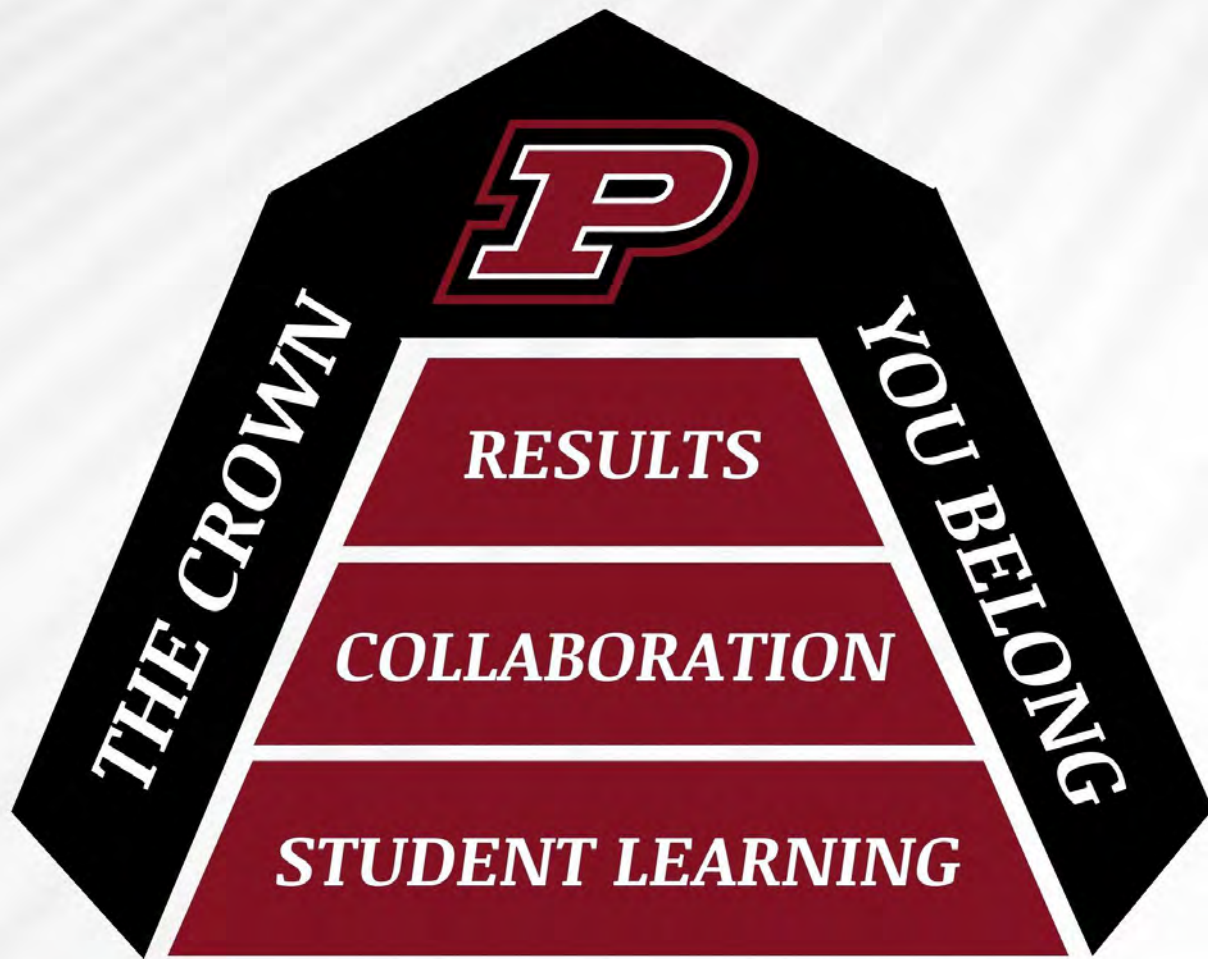 P
THE CROWN
YOU BELONG
RESULTS
COLLABORATION
STUDENT LEARNING